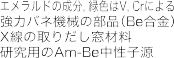 エメラルドの成分, 緑色はV, Crによる
強力バネ機械の部品(Be合金)
X線の取りだし窓材料
研究用のAm-Be中性子源